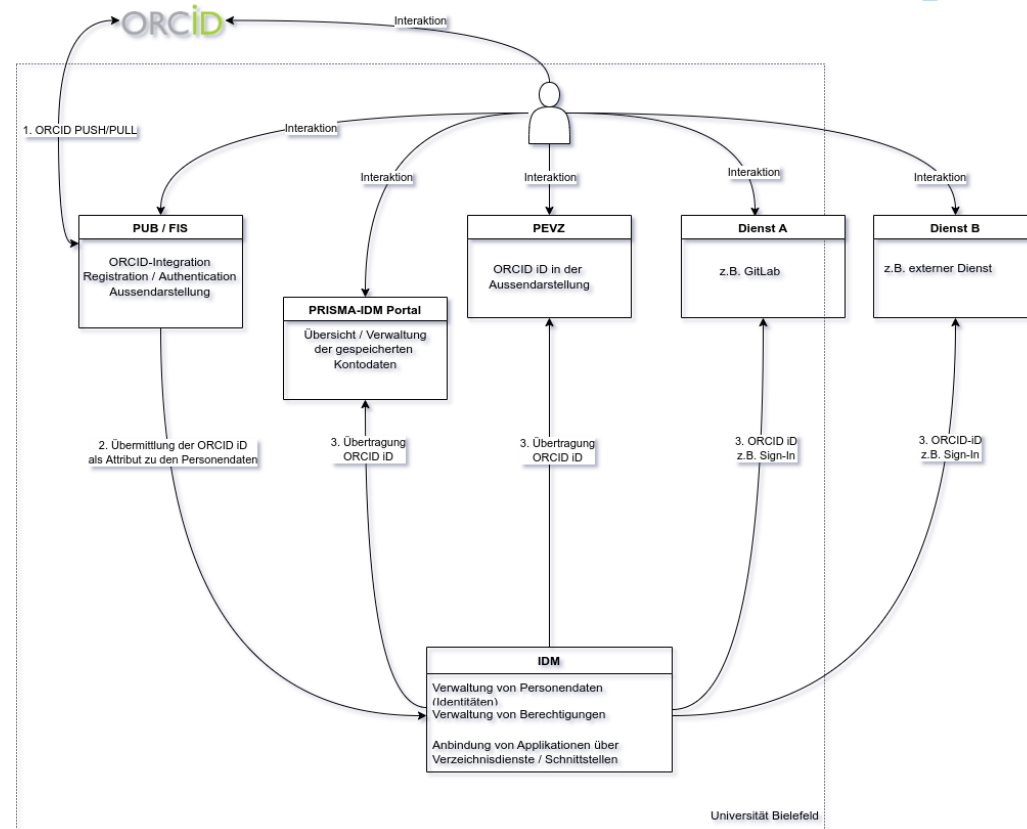 ORCiD
Interaktion
1. ORCID PUSH/PULL
Interaktion
Interaktion
Interaktion
Interaktion
Interaktion
PUB / FIS
ORCID-Integration
Registration / Authentication
Aussendarstellung
PRISMA-IDM Portal
Übersicht / Verwaltung
der gespeicherten
Kontodaten
PEVZ
ORCID iD in der
Aussendarstellung
Dienst A
z.B. GitLab
Dienst B
z.B. externer Dienst
2. Übermittlung der ORCID iD
als Attribut zu den Personendaten
3. Übertragung
ORCID iD
3. Übertragung
ORCID iD
3. ORCID iD
z.B. Sign-In
3. ORCID-iD
z.B. Sign-In
IDM
Verwaltung von Personendaten
(Identitäten)
Verwaltung von Berechtigungen
Anbindung von Applikationen über
Verzeichnisdienste / Schnittstellen
Universität Bielefeld